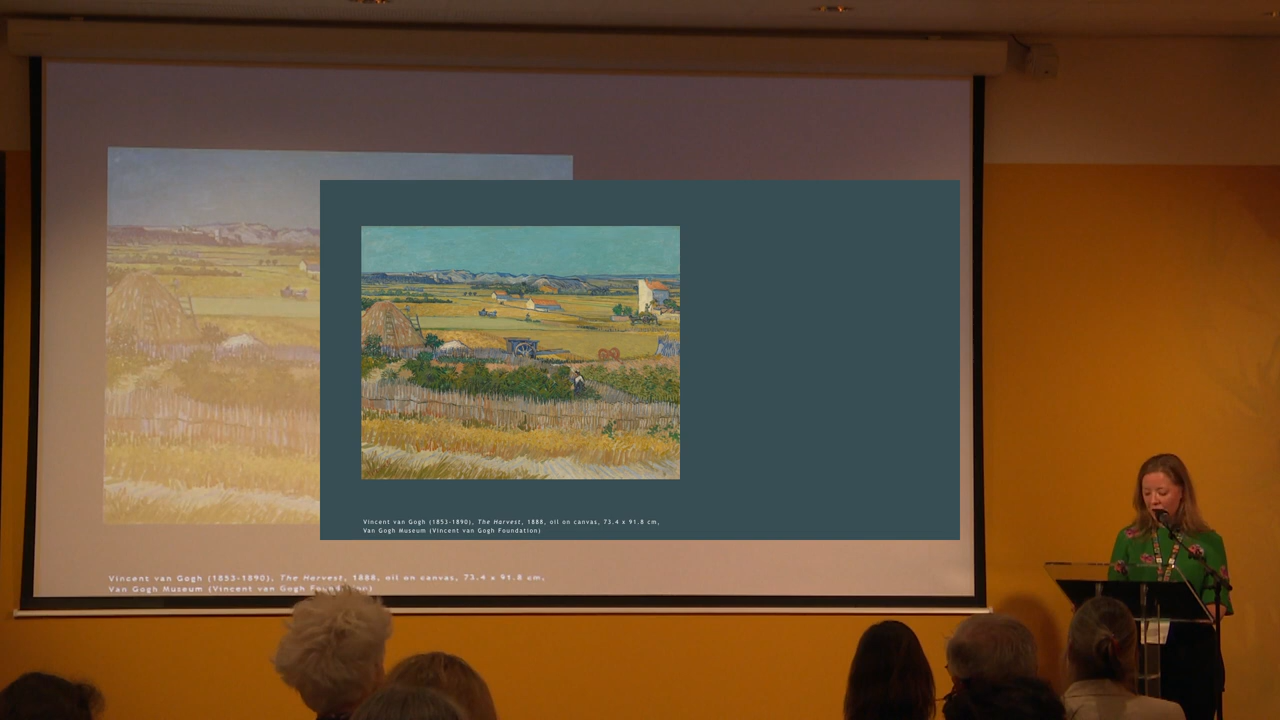 Vincent van Gogh (1853-1890), The Harvest, 1888, oil on canvas, 73.4 x 91.8 cm,
Van Gogh Museum (Vincent van Gogh Foundation)
Vincent van Gogh (1853-1890), The Harvest, 1888, oil on canvas, 73.4 x 91.8 cm,
Van Gogh Museum (Vincent van Gogh Foundation)